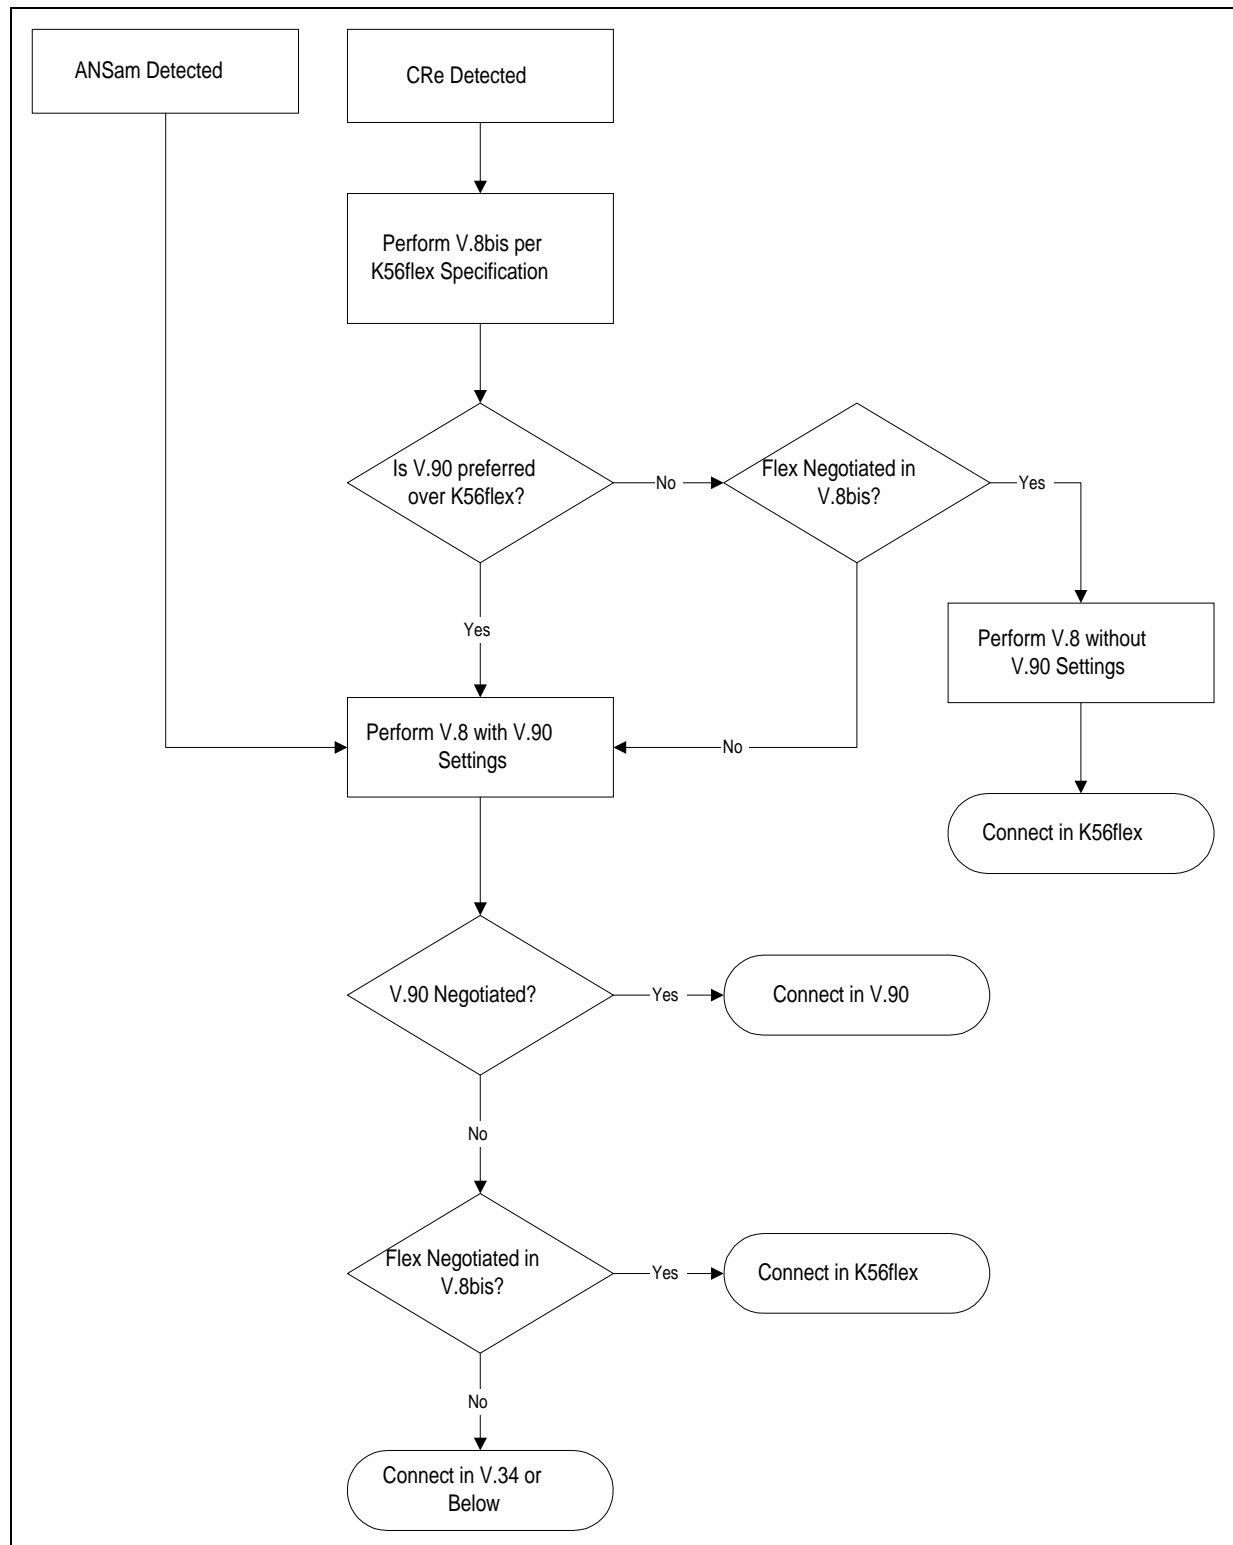 ANSam Detected
CRe Detected
Perform V.8bis per
K56flex Specification
Is V.90 preferred
over K56flex?
No
Flex Negotiated in
V.8bis?
Yes
Yes
Perform V.8 without
V.90 Settings
Perform V.8 with V.90
Settings
No
Connect in K56flex
V.90 Negotiated?
Yes
Connect in V.90
No
Flex Negotiated in
V.8bis?
Yes
Connect in K56flex
No
Connect in V.34 or
Below